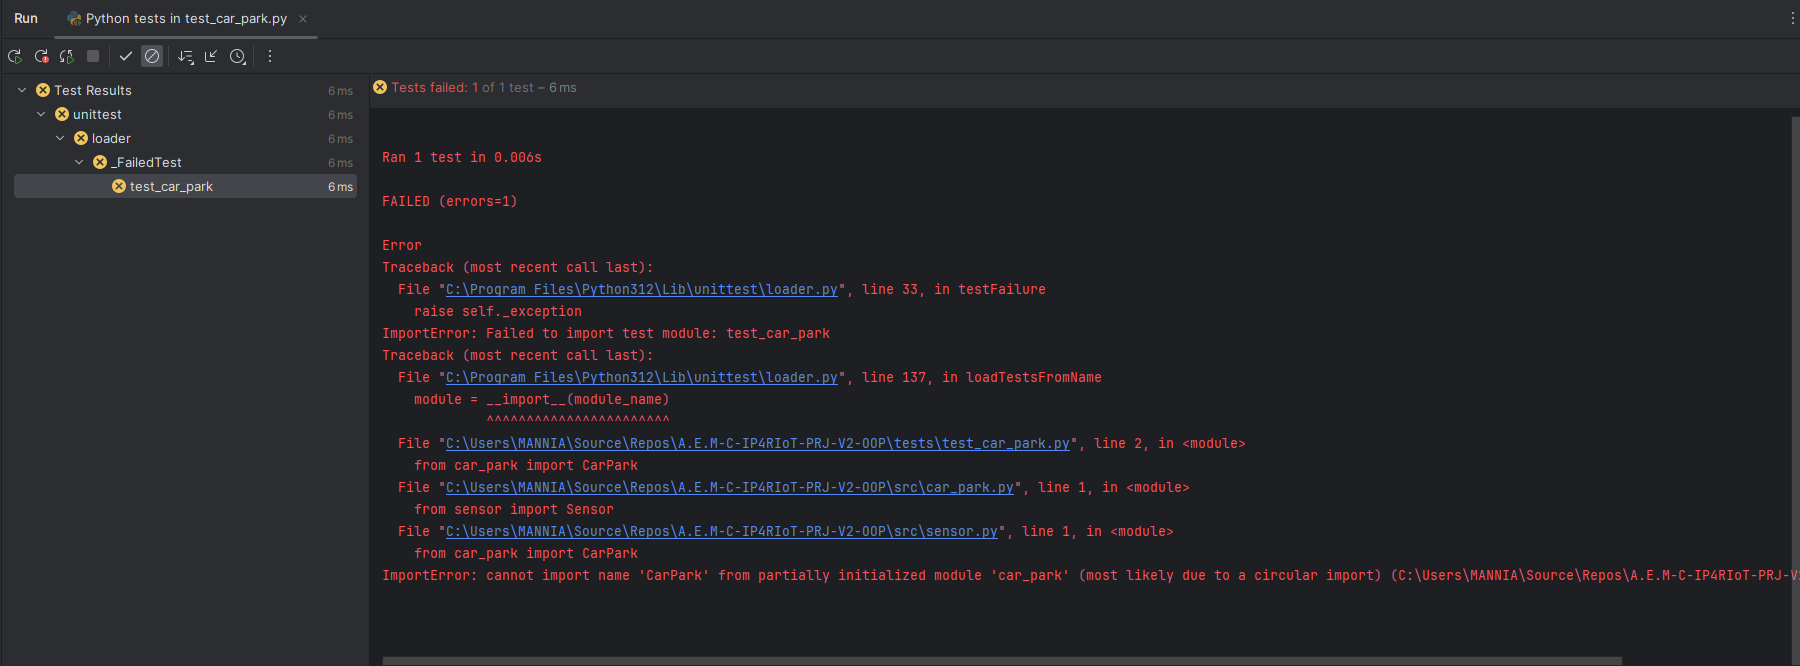 Run
Python tests in test_car_park.py
Test Results 6 ms
unittest 6 ms
loader 6 ms
_FailedTest 6 ms
test_car_park 6 ms
Tests failed: 1 of 1 test – 6 ms
Ran 1 test in 0.006s
FAILED (errors=1)
Error
Traceback (most recent call last):
  File "C:\Program Files\Python312\Lib\unittest\loader.py", line 33, in testFailure
    raise self._exception
ImportError: Failed to import test module: test_car_park
Traceback (most recent call last):
  File "C:\Program Files\Python312\Lib\unittest\loader.py", line 137, in loadTestsFromName
    module = __import__(module_name)
             ^^^^^^^^^^^^^^^^^^^^^^^
  File "C:\Users\MANNIA\Source\Repos\A.E.M-C-IP4RIoT-PRJ-V2-OOP\tests\test_car_park.py", line 2, in <module>
    from car_park import CarPark
  File "C:\Users\MANNIA\Source\Repos\A.E.M-C-IP4RIoT-PRJ-V2-OOP\src\car_park.py", line 1, in <module>
    from sensor import Sensor
  File "C:\Users\MANNIA\Source\Repos\A.E.M-C-IP4RIoT-PRJ-V2-OOP\src\sensor.py", line 1, in <module>
    from car_park import CarPark
ImportError: cannot import name 'CarPark' from partially initialized module 'car_park' (most likely due to a circular import) (C:\Users\MANNIA\Source\Repos\A.E.M-C-IP4RIoT-PRJ-V